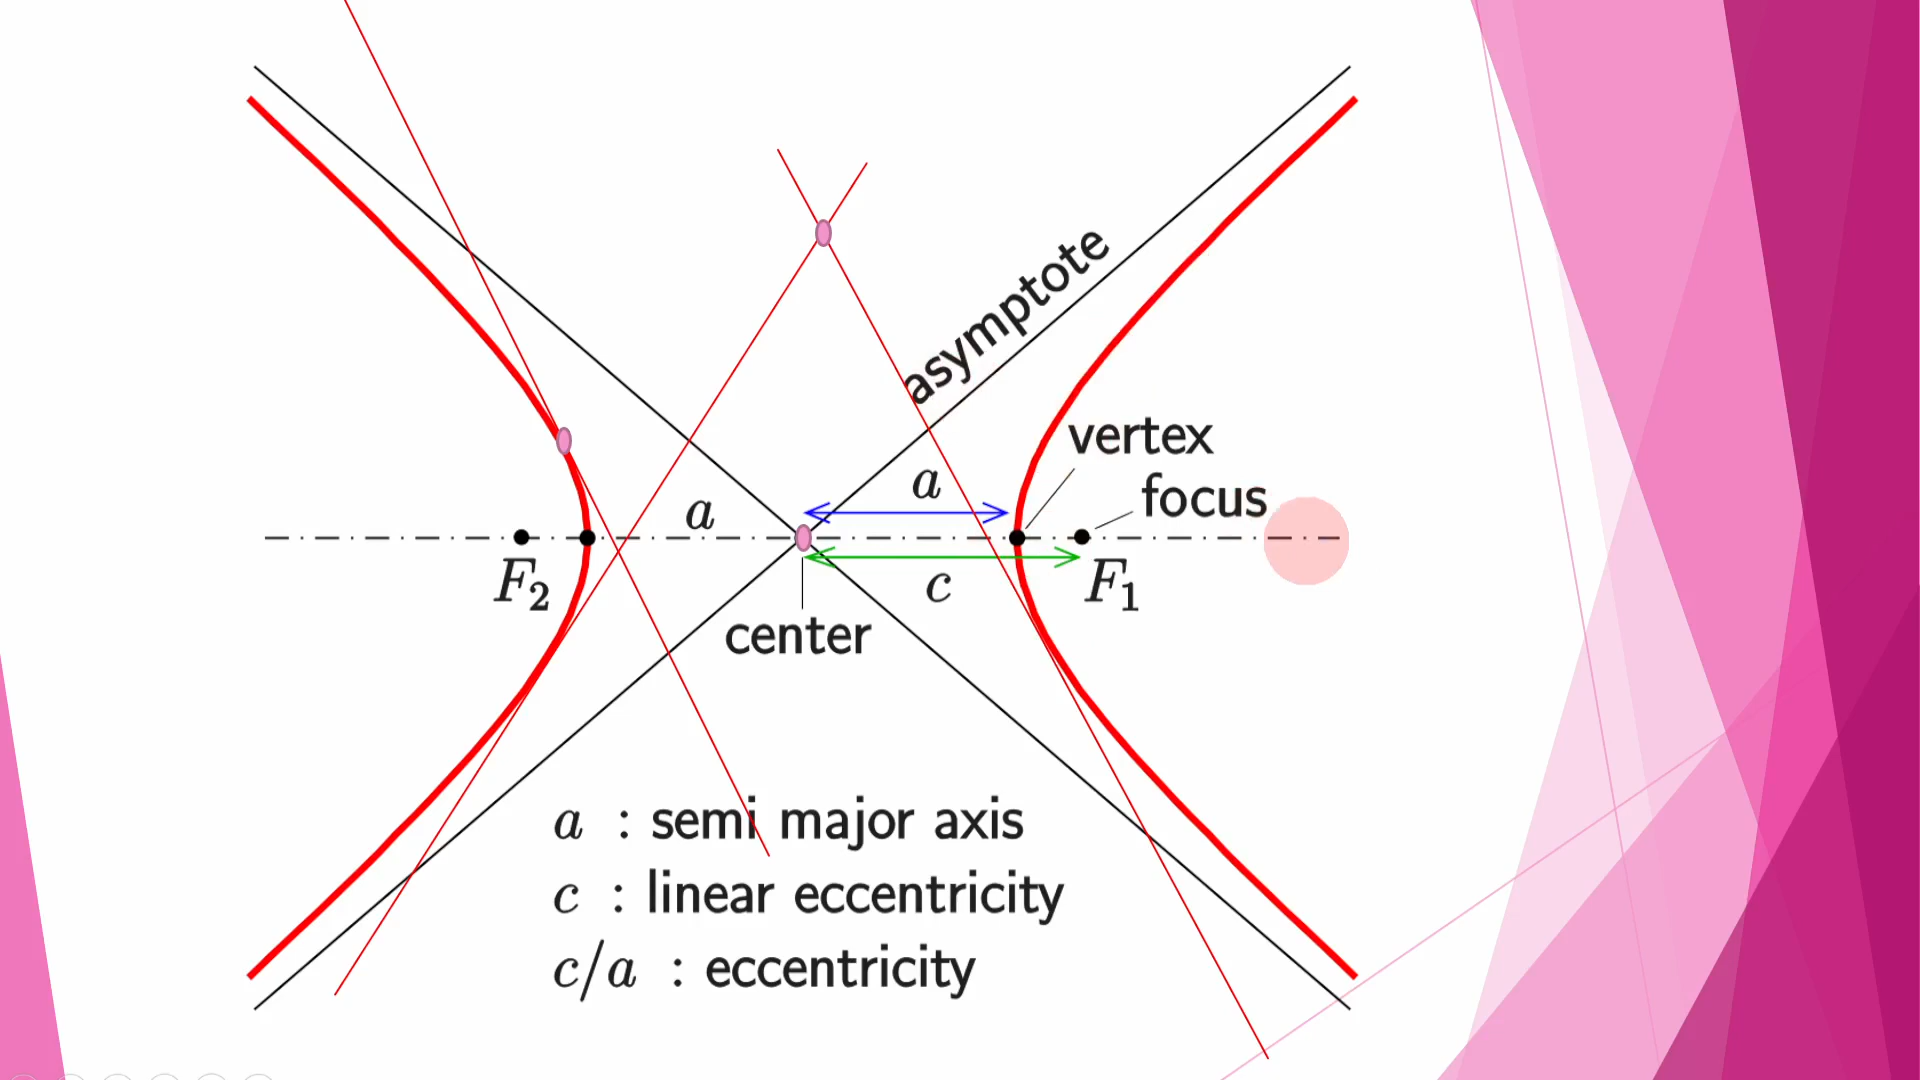 asymptote
vertex
a
focus
a
F₂
c
F₁
center
a : semi major axis
c : linear eccentricity
c/a : eccentricity